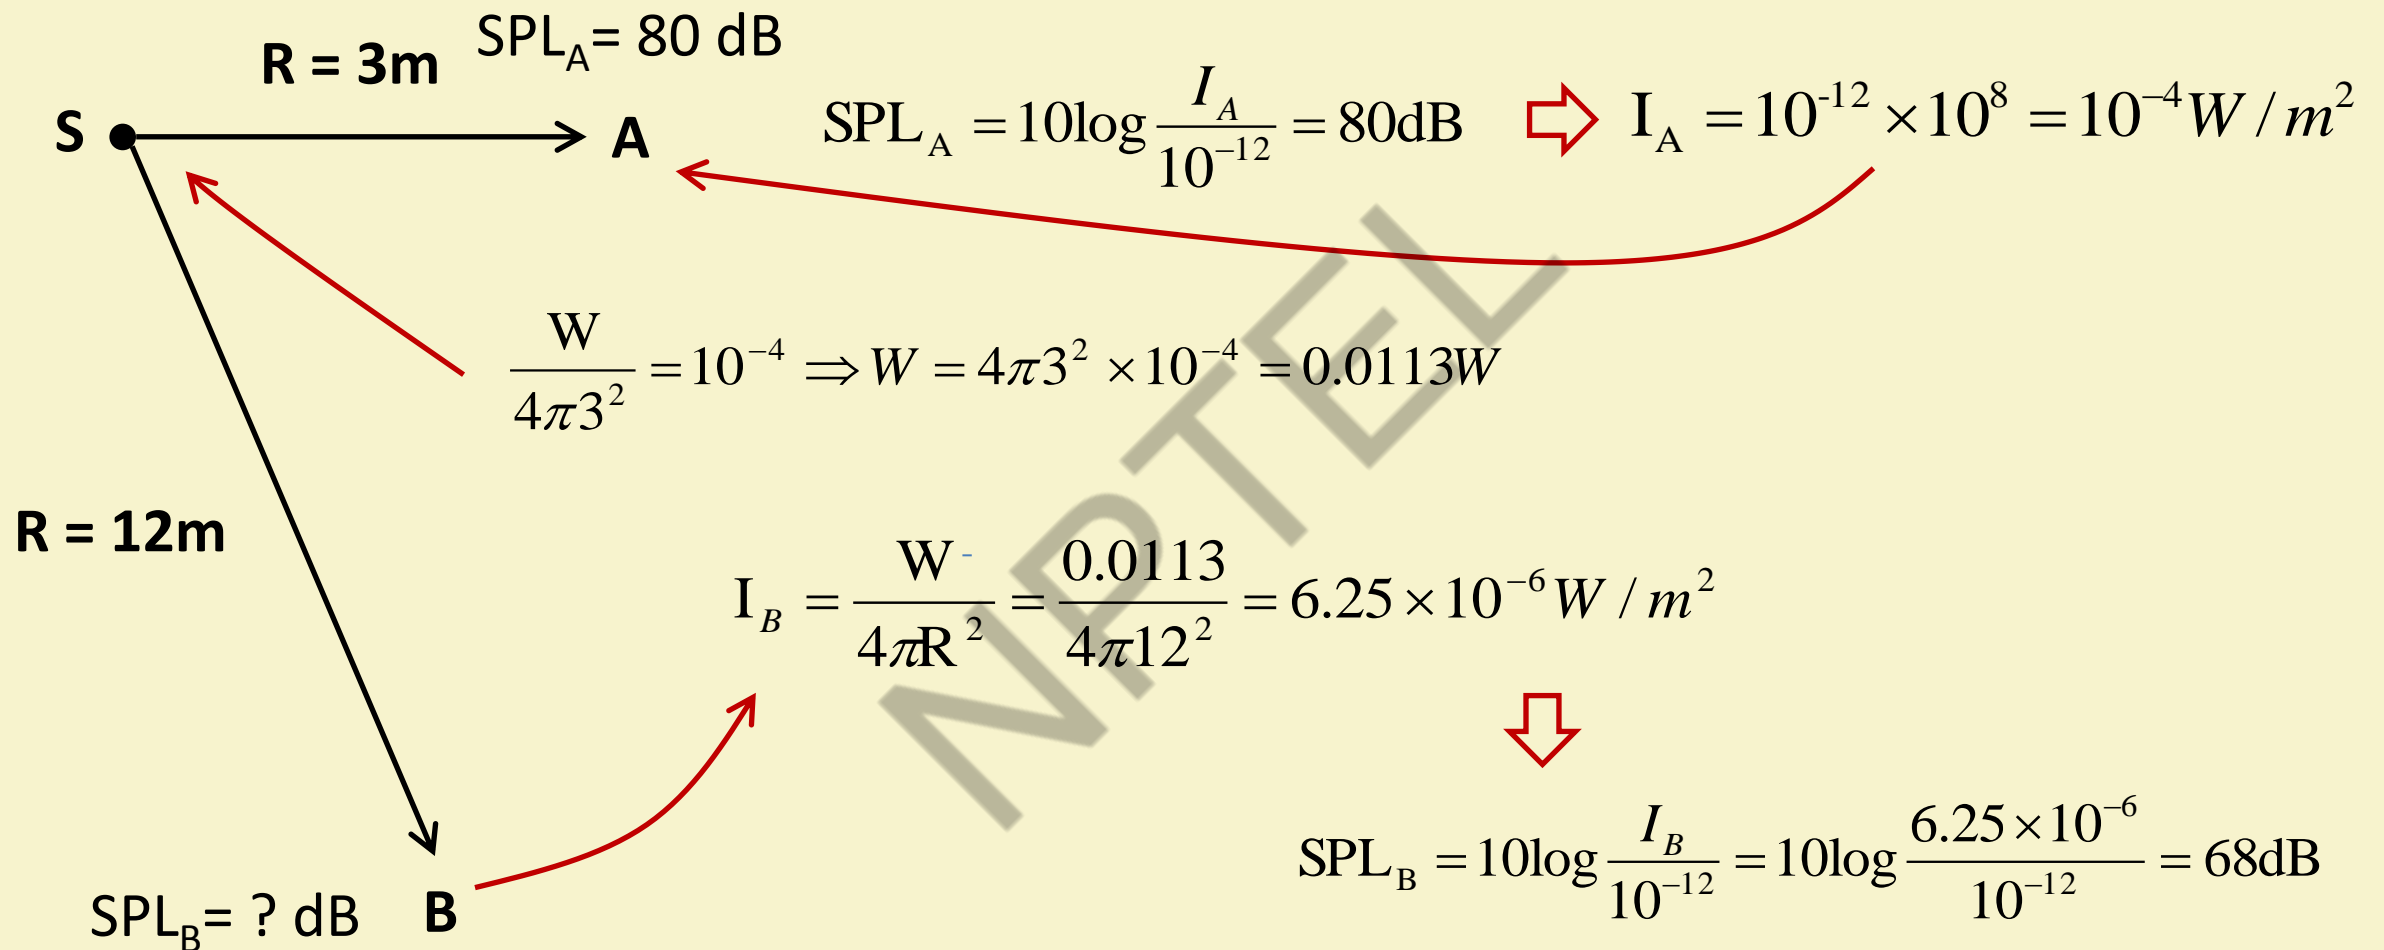 SPL_A= 80 dB
R = 3m
S
A
SPL_A = 10log I_A / 10^-12 = 80dB ⇨ I_A = 10^-12 × 10^8 = 10^−4 W / m^2
W / 4π3^2 = 10^−4 ⇒ W = 4π3^2 × 10^−4 = 0.0113W
R = 12m
I_B = W / 4πR^2 = 0.0113 / 4π12^2 = 6.25 × 10^−6 W / m^2
SPL_B = 10log I_B / 10^−12 = 10log 6.25 × 10^−6 / 10^−12 = 68dB
SPL_B= ? dB
B
NPTEL